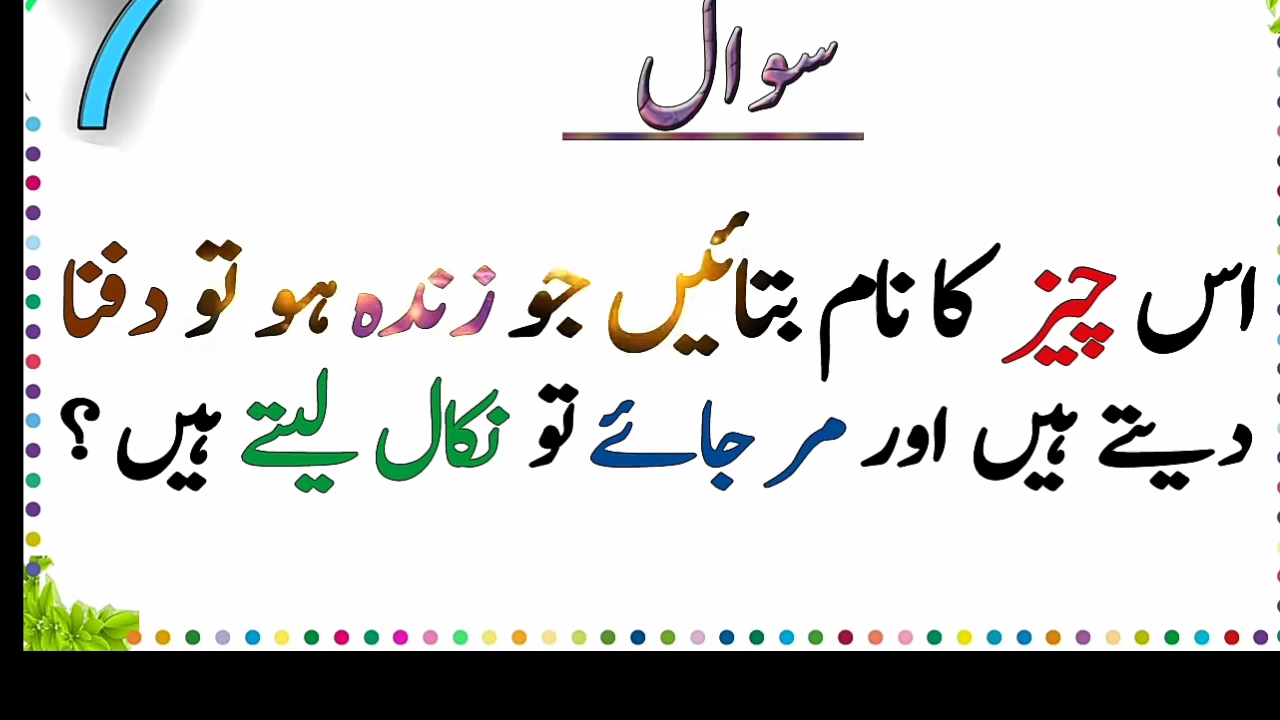 سوال
اس چیز کا نام بتائیں جو زندہ ہو تو دفنا
دیتے ہیں اور مر جائے تو نکال لیتے ہیں ؟